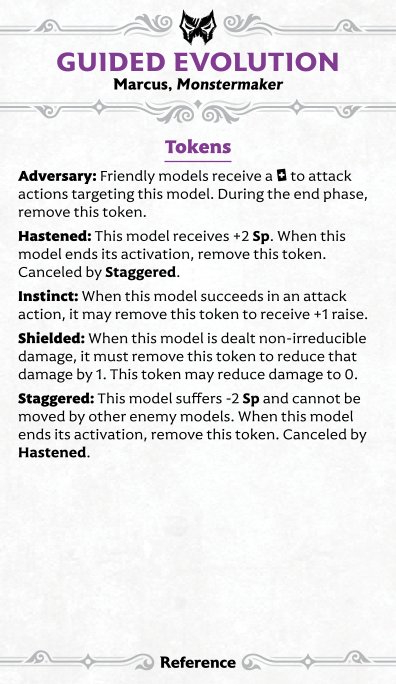 GUIDED EVOLUTION
Marcus, Monstermaker
Tokens
Adversary: Friendly models receive a + to attack
actions targeting this model. During the end phase,
remove this token.
Hastened: This model receives +2 Sp. When this
model ends its activation, remove this token.
Canceled by Staggered.
Instinct: When this model succeeds in an attack
action, it may remove this token to receive +1 raise.
Shielded: When this model is dealt non-irreducible
damage, it must remove this token to reduce that
damage by 1. This token may reduce damage to 0.
Staggered: This model suffers -2 Sp and cannot be
moved by other enemy models. When this model
ends its activation, remove this token. Canceled by
Hastened.
Reference